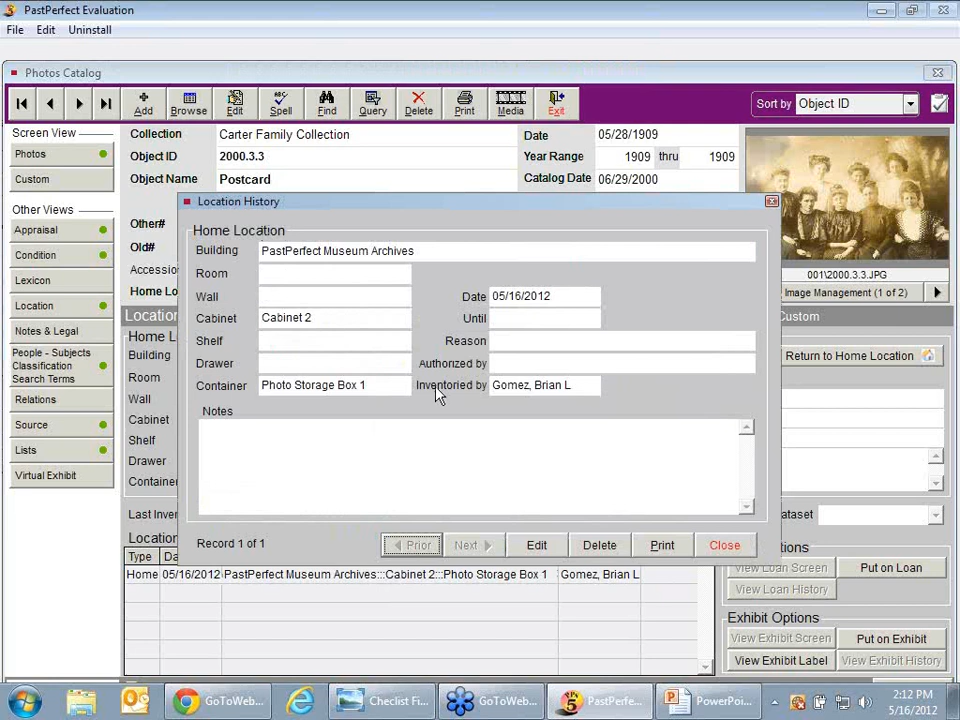 PastPerfect Evaluation
File Edit Uninstall
Photos Catalog
Add Browse Edit Spell Find Query Delete Print Media Exit
Sort by Object ID
Screen View
Photos
Custom
Other Views
Appraisal
Condition
Lexicon
Location
Notes & Legal
People - Subjects
Classification
Search Terms
Relations
Source
Lists
Virtual Exhibit
Collection Carter Family Collection
Object ID 2000.3.3
Object Name Postcard
Other#
Old#
Accessio
Home Lo
Date 05/28/1909
Year Range 1909 thru 1909
Catalog Date 06/29/2000
001\2000.3.3.JPG
Image Management (1 of 2)
Location
Custom
Home L
Building
Room
Wall
Cabinet
Shelf
Drawer
Container
Return to Home Location
Location History
Home Location
Building PastPerfect Museum Archives
Room
Wall Date 05/16/2012
Cabinet Cabinet 2 Until
Shelf Reason
Drawer Authorized by
Container Photo Storage Box 1 Inventoried by Gomez, Brian L
Notes
Record 1 of 1 Prior Next Edit Delete Print Close
Last Inver
ataset
Location
Type Da
Home 05/16/2012 PastPerfect Museum Archives:::Cabinet 2:::Photo Storage Box 1 Gomez, Brian L
tions
View Loan Screen Put on Loan
View Loan History
Exhibit Options
View Exhibit Screen Put on Exhibit
View Exhibit Label View Exhibit History
GoToWeb... Checlist Fi... GoToWeb... PastPerfe... PowerPoi...
2:12 PM
5/16/2012